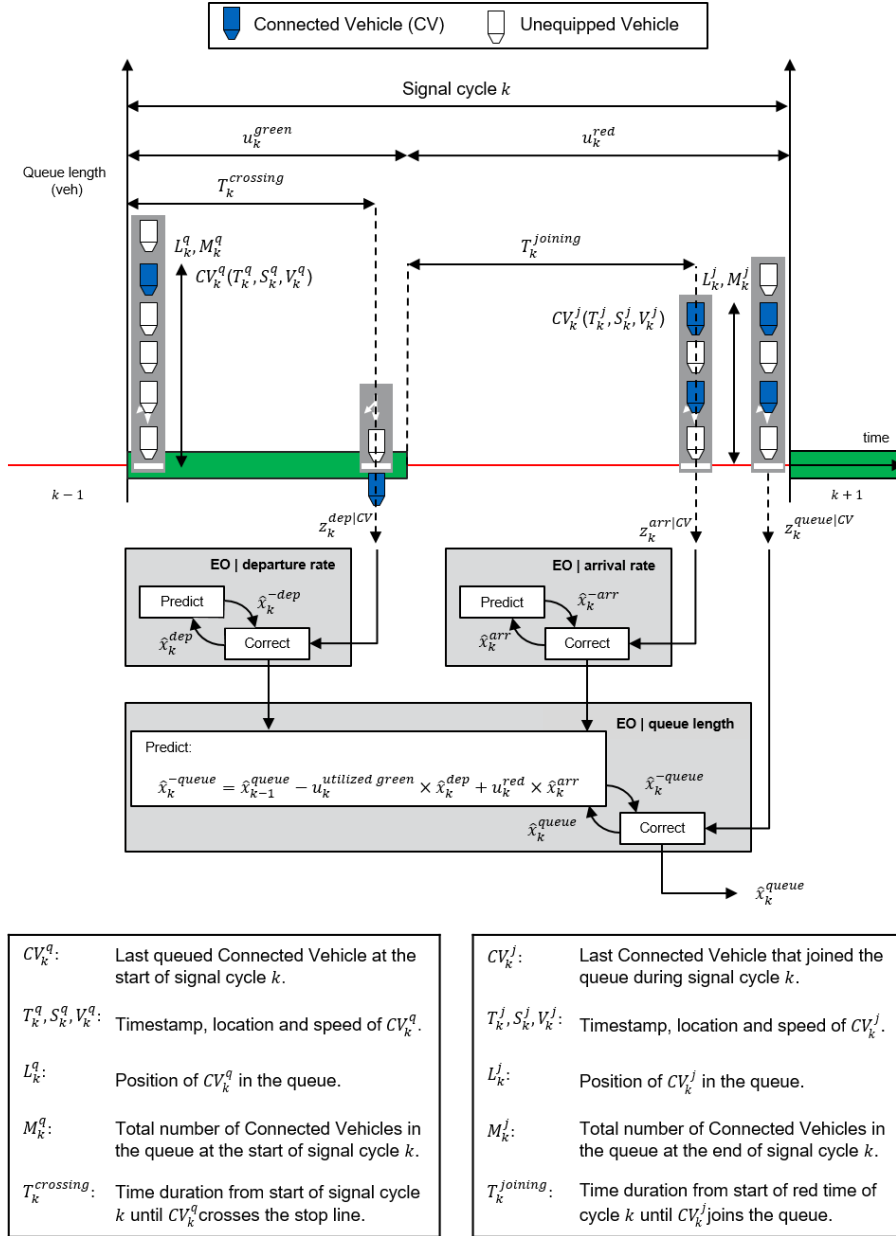 Connected Vehicle (CV) Unequipped Vehicle
Signal cycle k
u_k^{green} u_k^{red}
Queue length
(veh)
T_k^{crossing}
L_k^q, M_k^q
T_k^{joining}
L_k^j, M_k^j
CV_k^q(T_k^q, S_k^q, V_k^q)
CV_k^j(T_k^j, S_k^j, V_k^j)
time
k − 1 k + 1
z_k^{dep|CV} z_k^{arr|CV} z_k^{queue|CV}
EO | departure rate EO | arrival rate
Predict x̂_k^{-dep} Predict x̂_k^{-arr}
x̂_k^{dep} Correct x̂_k^{arr} Correct
EO | queue length
Predict:
x̂_k^{-queue} = x̂_{k-1}^{queue} − u_k^{utilized green} × x̂_k^{dep} + u_k^{red} × x̂_k^{arr}
x̂_k^{-queue}
x̂_k^{queue} Correct
x̂_k^{queue}
CV_k^q: Last queued Connected Vehicle at the
start of signal cycle k.
T_k^q, S_k^q, V_k^q: Timestamp, location and speed of CV_k^q.
L_k^q: Position of CV_k^q in the queue.
M_k^q: Total number of Connected Vehicles in
the queue at the start of signal cycle k.
T_k^{crossing}: Time duration from start of signal cycle
k until CV_k^q crosses the stop line.
CV_k^j: Last Connected Vehicle that joined the
queue during signal cycle k.
T_k^j, S_k^j, V_k^j: Timestamp, location and speed of CV_k^j.
L_k^j: Position of CV_k^j in the queue.
M_k^j: Total number of Connected Vehicles in
the queue at the end of signal cycle k.
T_k^{joining}: Time duration from start of red time of
cycle k until CV_k^j joins the queue.